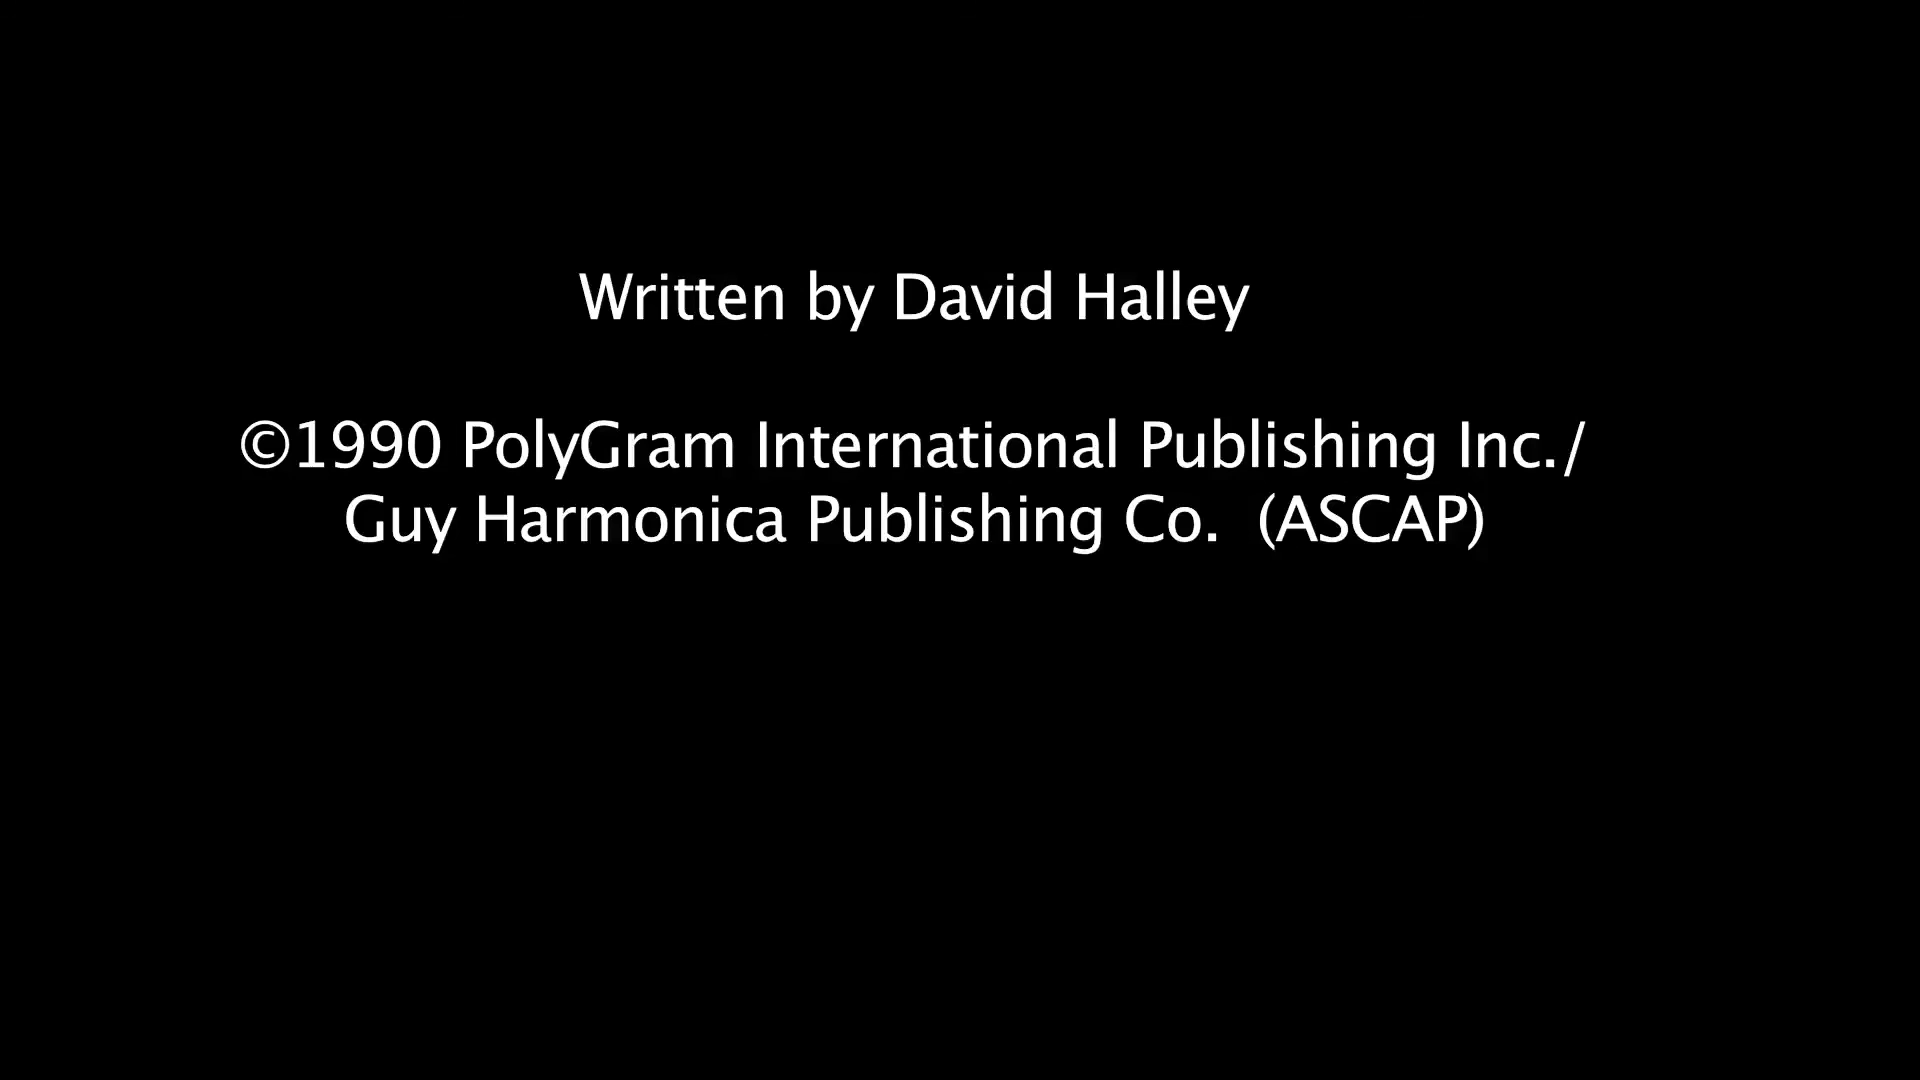 Written by David Halley
©1990 PolyGram International Publishing Inc./
Guy Harmonica Publishing Co.  (ASCAP)